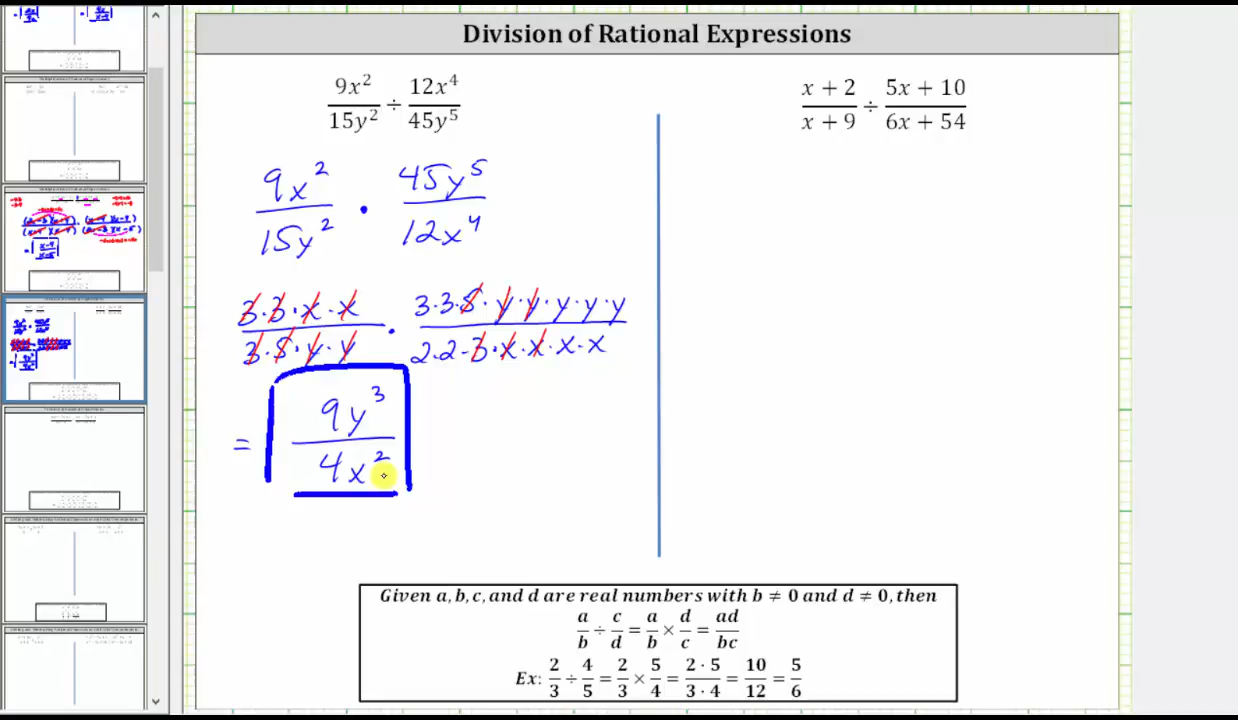 Division of Rational Expressions
9x² / 15y² ÷ 12x⁴ / 45y⁵
9x² / 15y² · 45y⁵ / 12x⁴
3·3·x·x / 3·5·y·y · 3·3·5·y·y·y·y·y / 2·2·3·x·x·x·x
= 9y³ / 4x²
x + 2 / x + 9 ÷ 5x + 10 / 6x + 54
Given a, b, c, and d are real numbers with b ≠ 0 and d ≠ 0, then
a/b ÷ c/d = a/b × d/c = ad/bc
Ex: 2/3 ÷ 4/5 = 2/3 × 5/4 = 2·5/3·4 = 10/12 = 5/6